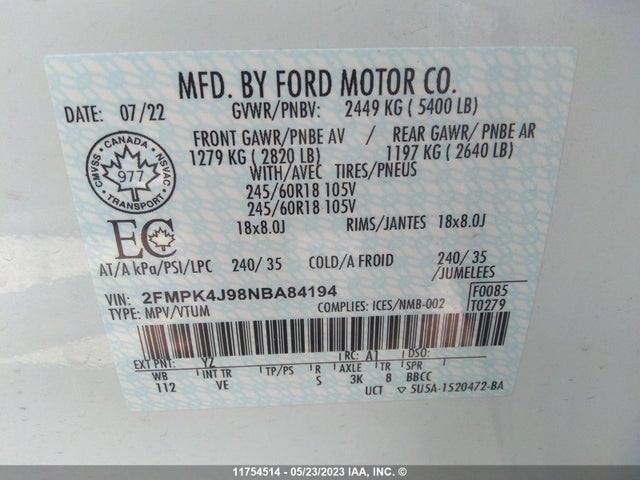 MFD. BY FORD MOTOR CO.
DATE: 07/22 GVWR/PNBV: 2449 KG ( 5400 LB)
FRONT GAWR/PNBE AV / REAR GAWR/ PNBE AR
1279 KG ( 2820 LB) 1197 KG ( 2640 LB)
WITH/AVEC TIRES/PNEUS
245/60R18 105V
245/60R18 105V
18x8.0J RIMS/JANTES 18x8.0J
CANADA
CMVSS 977 NSVAC
TRANSPORT
EC
AT/A kPa/PSI/LPC 240/ 35 COLD/A FROID 240/ 35
/JUMELEES
VIN: 2FMPK4J98NBA84194 F0085
TYPE: MPV/VTUM COMPLIES: ICES/NMB-002 T0279
EXT PNT: YZ RC: A DSO:
WB INT TR TP/PS R AXLE TR SPR
112 VE S 3K 8 BBCC
UCT ▽ 5U5A-1520472-BA
11754514 - 05/23/2023 IAA, INC. ©